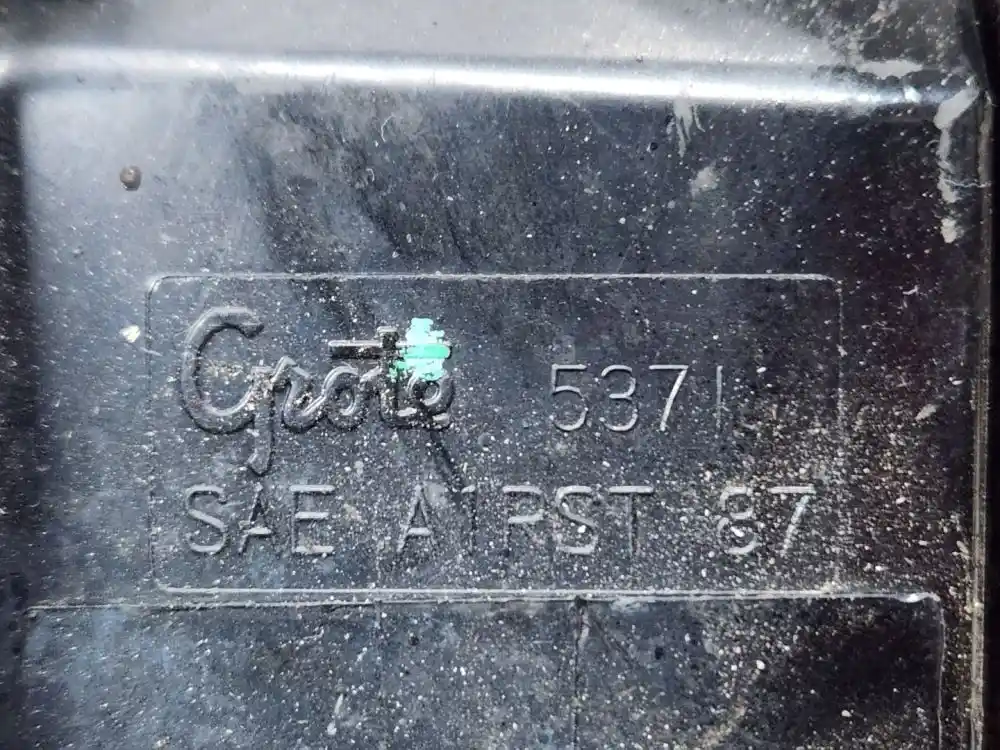 Grote 5371
SAE A1PST 87